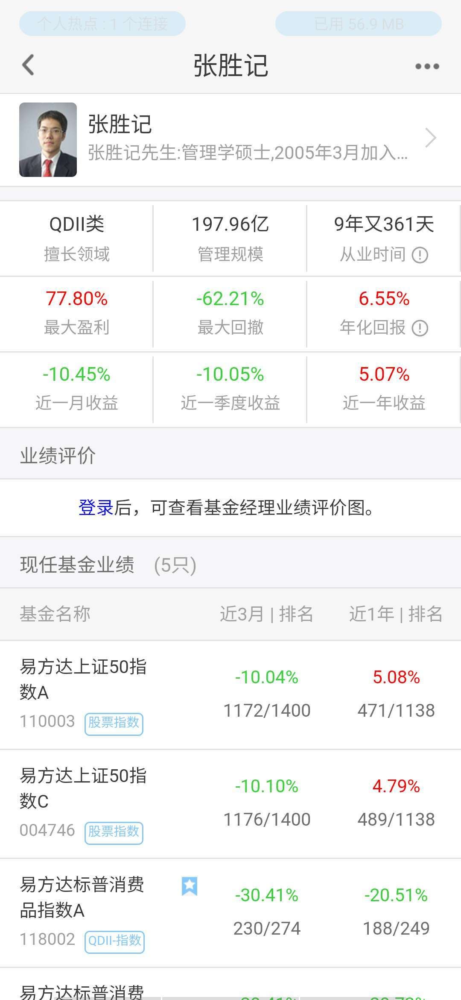 个人热点 : 1 个连接
已用 56.9 MB
张胜记
张胜记
张胜记先生:管理学硕士,2005年3月加入...
QDII类
197.96亿
9年又361天
擅长领域
管理规模
从业时间
77.80%
-62.21%
6.55%
最大盈利
最大回撤
年化回报
-10.45%
-10.05%
5.07%
近一月收益
近一季度收益
近一年收益
业绩评价
登录后，可查看基金经理业绩评价图。
现任基金业绩 (5只)
基金名称
近3月 | 排名
近1年 | 排名
易方达上证50指
数A
-10.04%
5.08%
1172/1400
471/1138
110003
股票指数
易方达上证50指
数C
-10.10%
4.79%
1176/1400
489/1138
004746
股票指数
易方达标普消费
品指数A
-30.41%
-20.51%
230/274
188/249
118002
QDII-指数
易方达标普消费